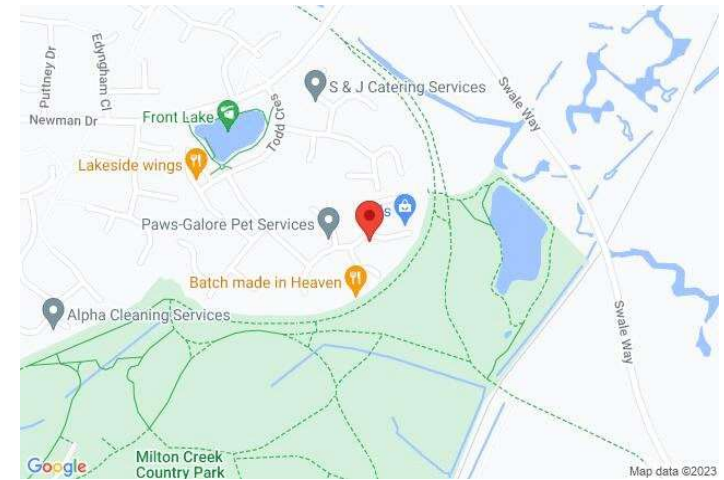 Puttney Dr
Edyngham Cl
Newman Dr
Front Lake
Todd Cres
S & J Catering Services
Swale Way
Lakeside wings
Paws-Galore Pet Services
Batch made in Heaven
Alpha Cleaning Services
Swale Way
Milton Creek
Country Park
Google
Map data ©2023